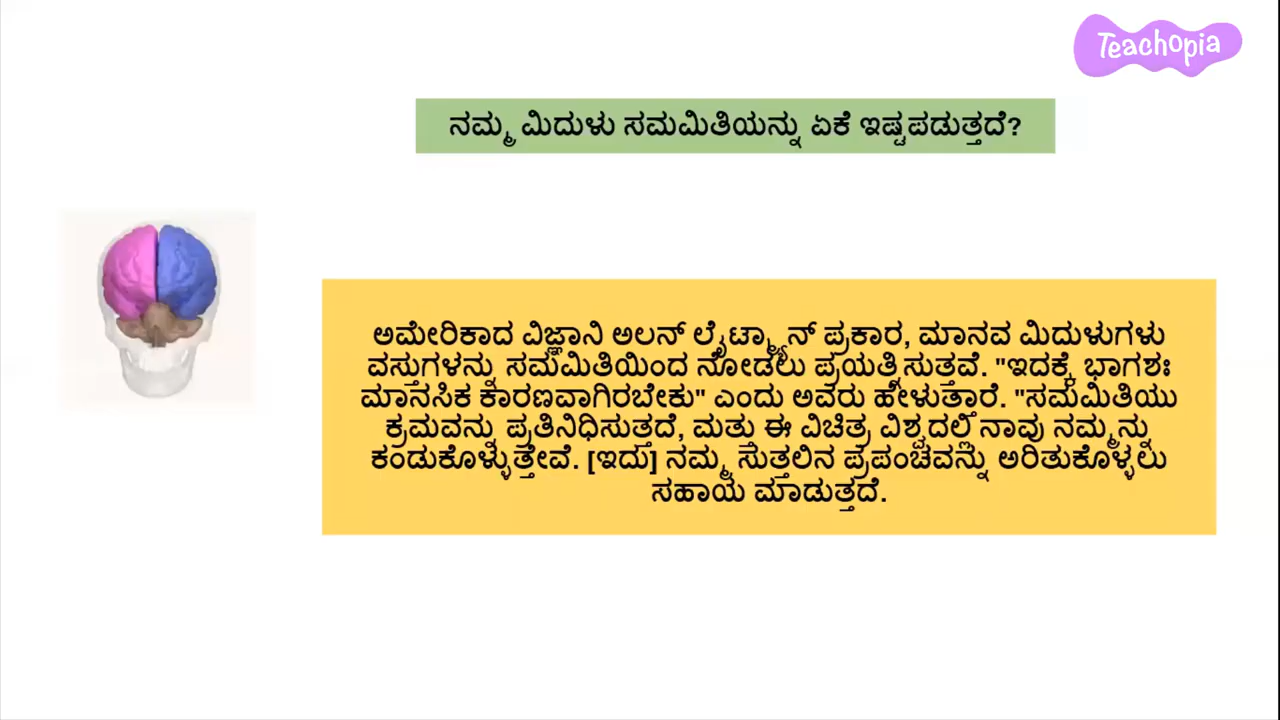 Teachopia
ನಮ್ಮ ಮಿದುಳು ಸಮಮಿತಿಯನ್ನು ಏಕೆ ಇಷ್ಟಪಡುತ್ತದೆ?
ಅಮೇರಿಕಾದ ವಿಜ್ಞಾನಿ ಅಲನ್ ಲೈಟ್ಮ್ಯಾನ್ ಪ್ರಕಾರ, ಮಾನವ ಮಿದುಳುಗಳು
ವಸ್ತುಗಳನ್ನು ಸಮಮಿತಿಯಿಂದ ನೋಡಲು ಪ್ರಯತ್ನಿಸುತ್ತವೆ. "ಇದಕ್ಕೆ ಭಾಗಶಃ
ಮಾನಸಿಕ ಕಾರಣವಾಗಿರಬೇಕು" ಎಂದು ಅವರು ಹೇಳುತ್ತಾರೆ. "ಸಮಮಿತಿಯು
ಕ್ರಮವನ್ನು ಪ್ರತಿನಿಧಿಸುತ್ತದೆ, ಮತ್ತು ಈ ವಿಚಿತ್ರ ವಿಶ್ವದಲ್ಲಿ ನಾವು ನಮ್ಮನ್ನು
ಕಂಡುಕೊಳ್ಳುತ್ತೇವೆ. [ಇದು] ನಮ್ಮ ಸುತ್ತಲಿನ ಪ್ರಪಂಚವನ್ನು ಅರಿತುಕೊಳ್ಳಲು
ಸಹಾಯ ಮಾಡುತ್ತದೆ.